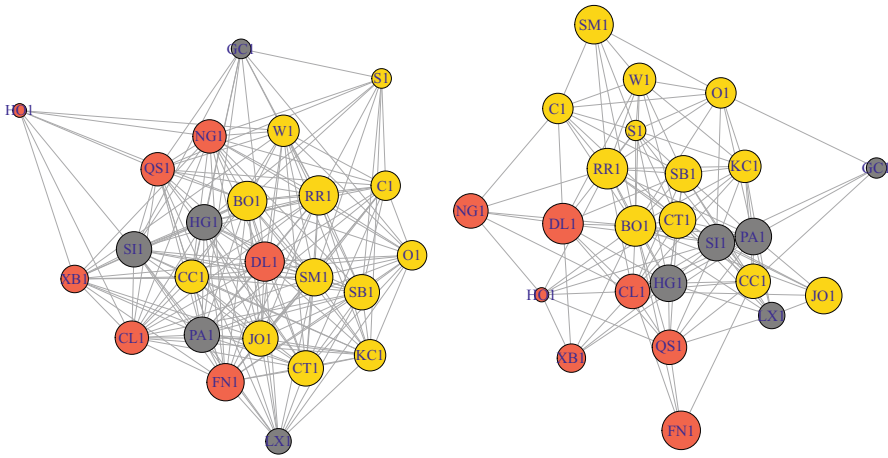 GC1
S1
HO1
NG1
W1
QS1
C1
BO1
RR1
HG1
SI1
O1
DL1
XB1
CC1
SM1
SB1
CL1
PA1
JO1
KC1
CT1
FN1
LX1
SM1
W1
O1
C1
S1
RR1
SB1
KC1
GC1
NG1
DL1
BO1
CT1
SI1
PA1
HO1
CL1
HG1
CC1
JO1
LX1
XB1
QS1
FN1